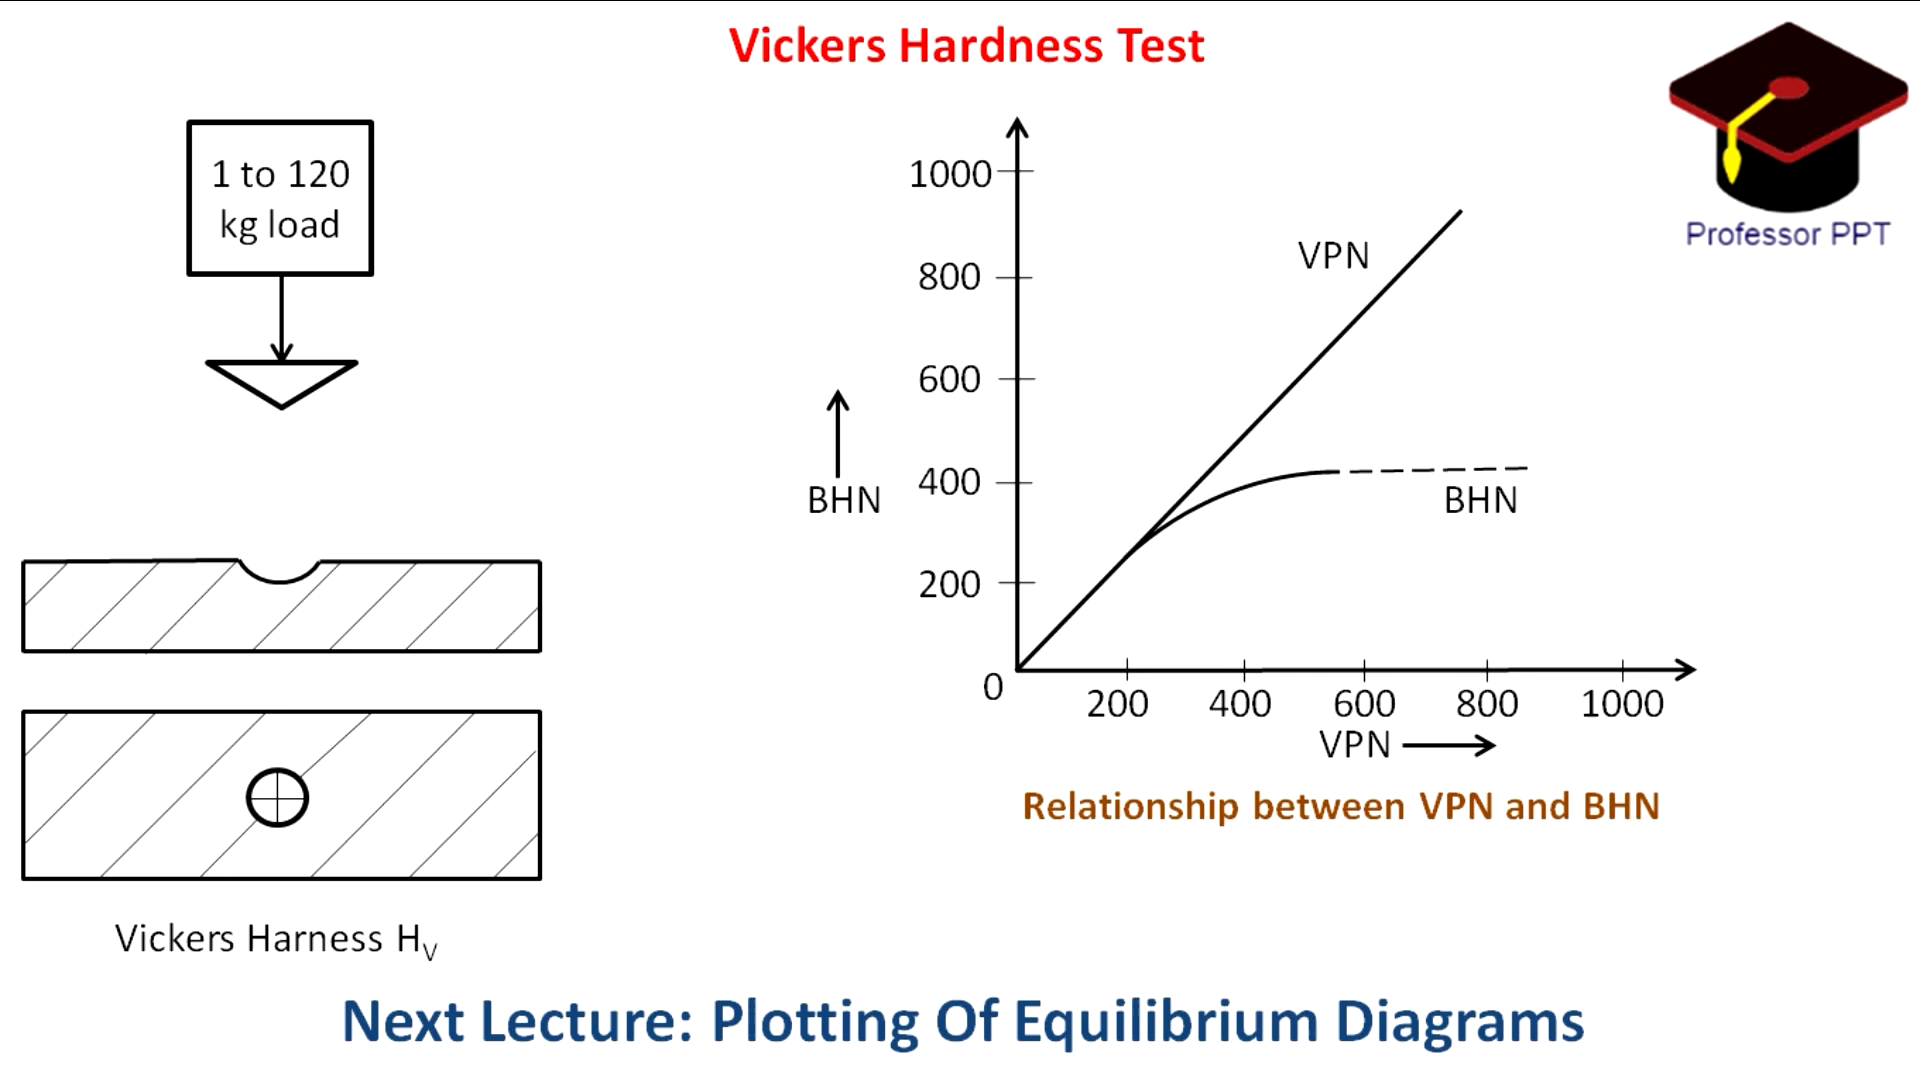 Vickers Hardness Test
1 to 120
kg load
Vickers Harness HV
1000
800
600
400
200
0
BHN
VPN
BHN
200 400 600 800 1000
VPN
Relationship between VPN and BHN
Professor PPT
Next Lecture: Plotting Of Equilibrium Diagrams